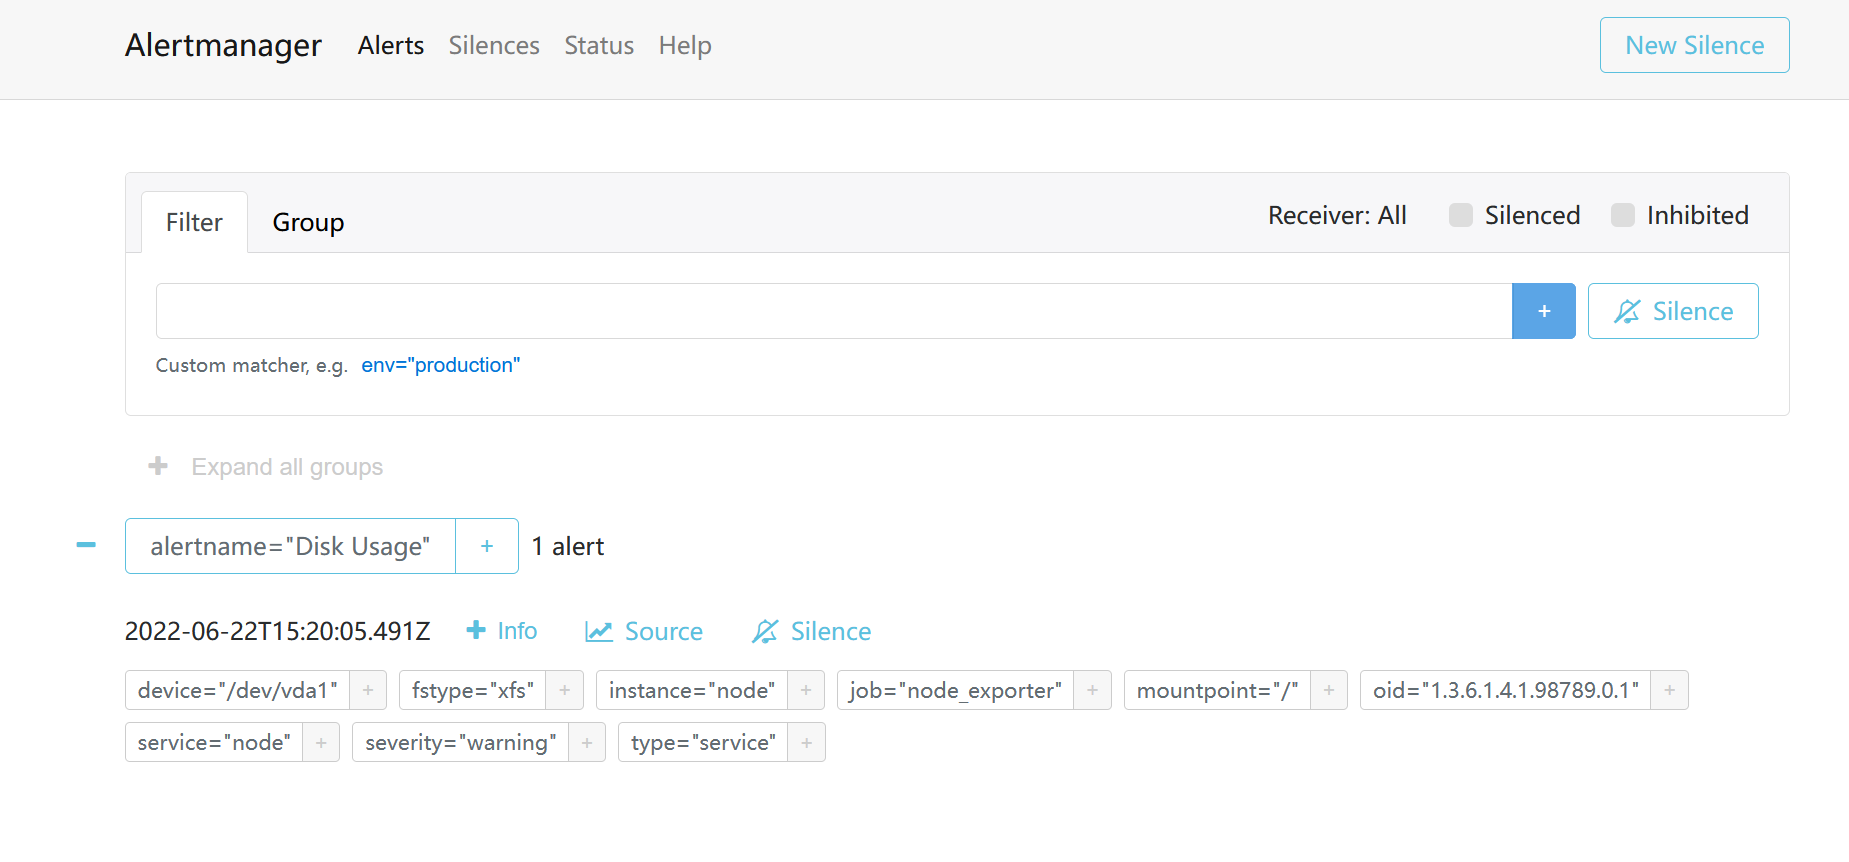 Alertmanager Alerts Silences Status Help New Silence
Filter Group Receiver: All Silenced Inhibited
+ Silence
Custom matcher, e.g. env="production"
+ Expand all groups
alertname="Disk Usage" + 1 alert
2022-06-22T15:20:05.491Z + Info Source Silence
device="/dev/vda1" + fstype="xfs" + instance="node" + job="node_exporter" + mountpoint="/" + oid="1.3.6.1.4.1.98789.0.1" +
service="node" + severity="warning" + type="service" +